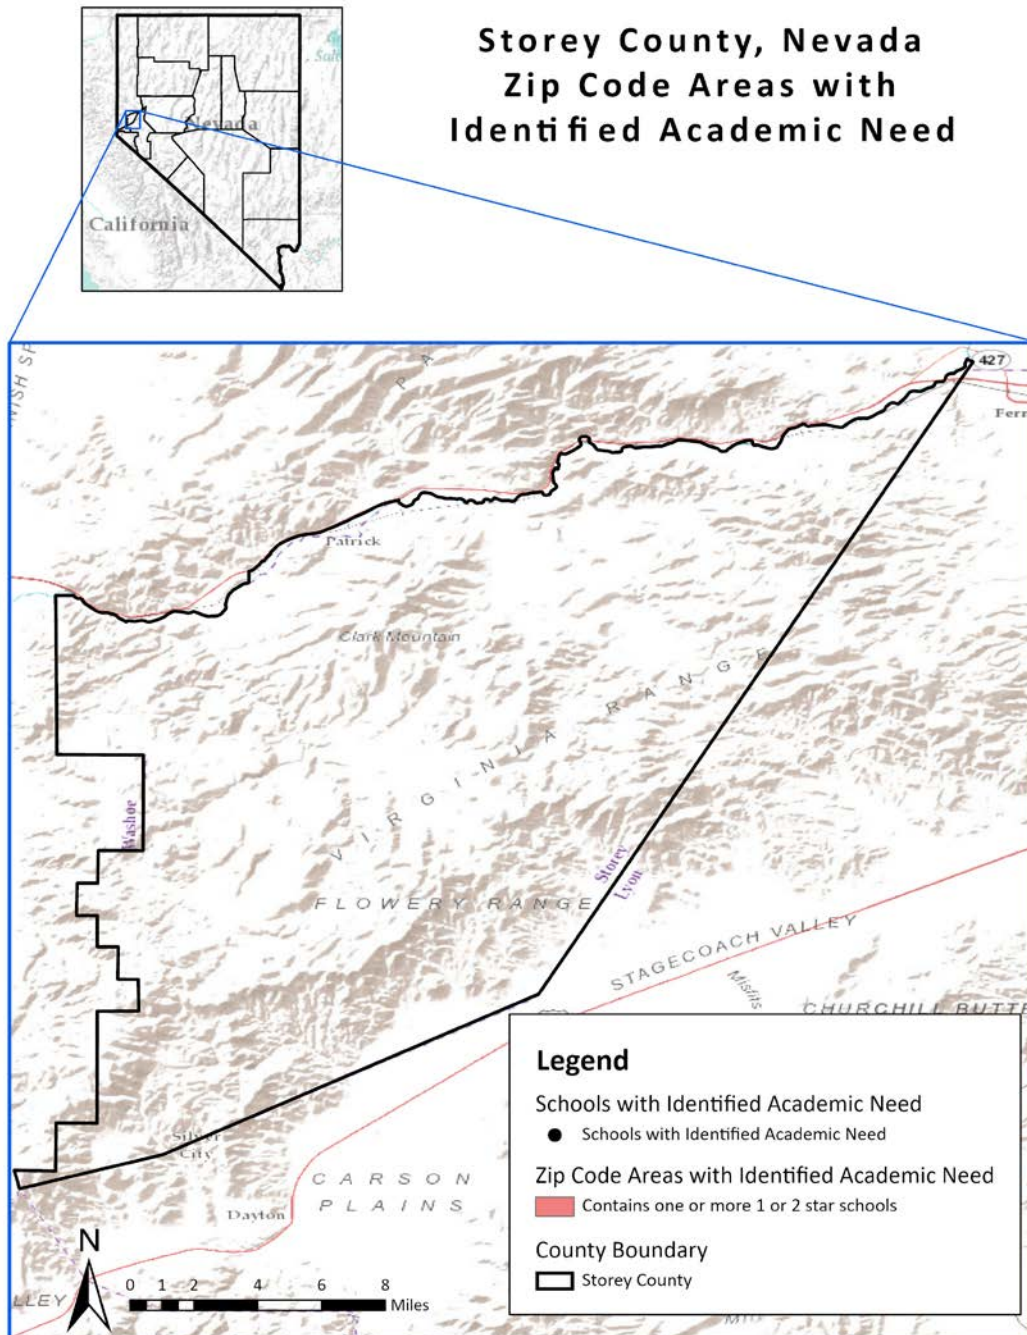 Storey County, Nevada
Zip Code Areas with
Identified Academic Need
Nevada
California
427
Patrick
Clark Mountain
VIRGINIA RANGE
Washoe
Storey
Lyon
FLOWERY RANGE
STAGECOACH VALLEY
Misfits
CHURCHILL BUTTE
Silver
City
CARSON
PLAINS
Dayton
N
0 1 2 4 6 8
Miles
Legend
Schools with Identified Academic Need
Schools with Identified Academic Need
Zip Code Areas with Identified Academic Need
Contains one or more 1 or 2 star schools
County Boundary
Storey County